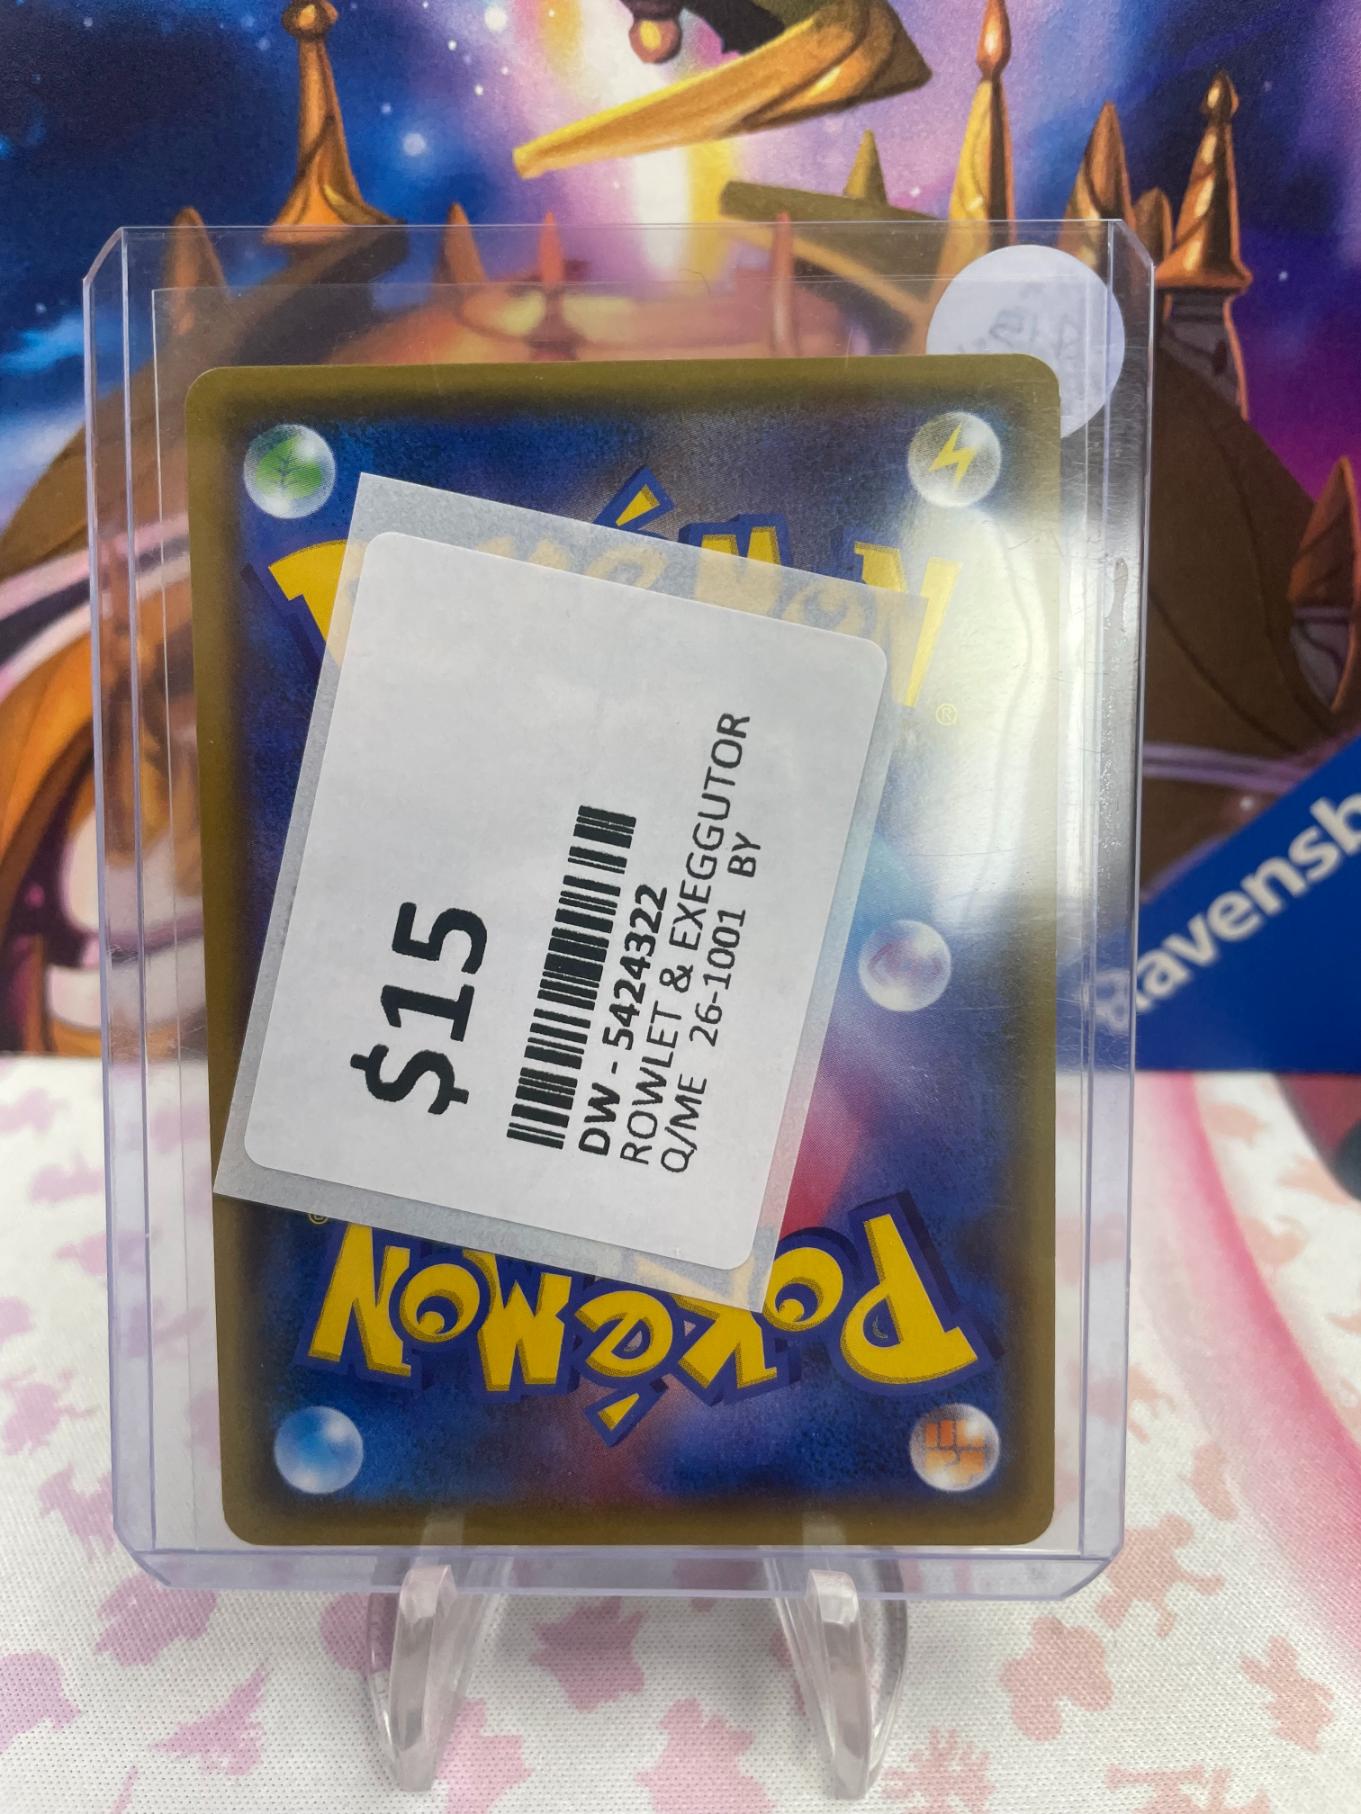 $15
DW - 5424322
ROWLET & EXEGGUTOR
Q/ME 26-1001 BY
POKéMON
®
Ravensb